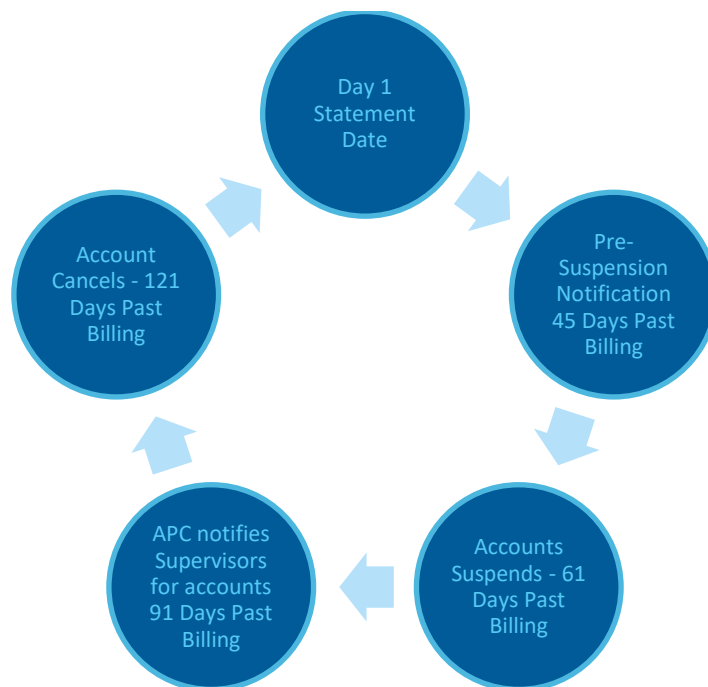 Day 1
Statement
Date
Pre-
Suspension
Notification
45 Days Past
Billing
Accounts
Suspends - 61
Days Past
Billing
APC notifies
Supervisors
for accounts
91 Days Past
Billing
Account
Cancels - 121
Days Past
Billing